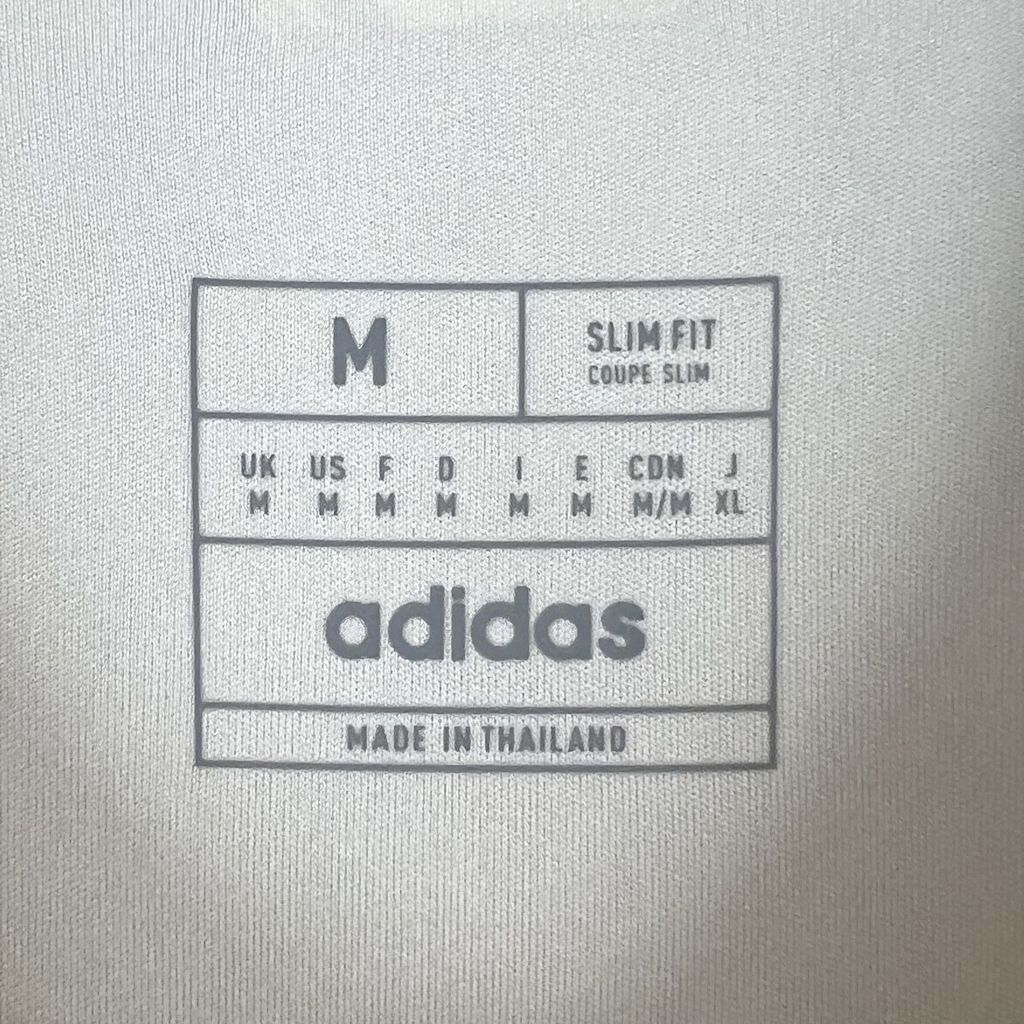 M
SLIM FIT
COUPE SLIM
UK US F D I E CDN J
M M M M M M M/M XL
adidas
MADE IN THAILAND